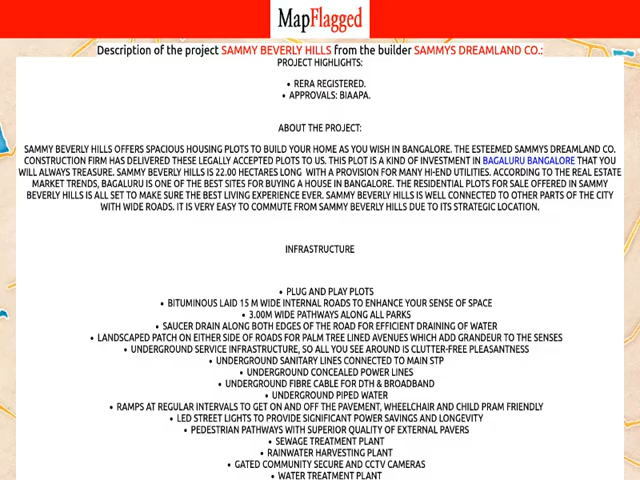 MapFlagged
Description of the project SAMMY BEVERLY HILLS from the builder SAMMYS DREAMLAND CO.:
PROJECT HIGHLIGHTS:
• RERA REGISTERED.
• APPROVALS: BIAAPA.
ABOUT THE PROJECT:
SAMMY BEVERLY HILLS OFFERS SPACIOUS HOUSING PLOTS TO BUILD YOUR HOME AS YOU WISH IN BANGALORE. THE ESTEEMED SAMMYS DREAMLAND CO.
CONSTRUCTION FIRM HAS DELIVERED THESE LEGALLY ACCEPTED PLOTS TO US. THIS PLOT IS A KIND OF INVESTMENT IN BAGALURU BANGALORE THAT YOU
WILL ALWAYS TREASURE. SAMMY BEVERLY HILLS IS 22.00 HECTARES LONG WITH A PROVISION FOR MANY HI-END UTILITIES. ACCORDING TO THE REAL ESTATE
MARKET TRENDS, BAGALURU IS ONE OF THE BEST SITES FOR BUYING A HOUSE IN BANGALORE. THE RESIDENTIAL PLOTS FOR SALE OFFERED IN SAMMY
BEVERLY HILLS IS ALL SET TO MAKE SURE THE BEST LIVING EXPERIENCE EVER. SAMMY BEVERLY HILLS IS WELL CONNECTED TO OTHER PARTS OF THE CITY
WITH WIDE ROADS. IT IS VERY EASY TO COMMUTE FROM SAMMY BEVERLY HILLS DUE TO ITS STRATEGIC LOCATION.
INFRASTRUCTURE
• PLUG AND PLAY PLOTS
• BITUMINOUS LAID 15 M WIDE INTERNAL ROADS TO ENHANCE YOUR SENSE OF SPACE
• 3.00M WIDE PATHWAYS ALONG ALL PARKS
• SAUCER DRAIN ALONG BOTH EDGES OF THE ROAD FOR EFFICIENT DRAINING OF WATER
• LANDSCAPED PATCH ON EITHER SIDE OF ROADS FOR PALM TREE LINED AVENUES WHICH ADD GRANDEUR TO THE SENSES
• UNDERGROUND SERVICE INFRASTRUCTURE, SO ALL YOU SEE AROUND IS CLUTTER-FREE PLEASANTNESS
• UNDERGROUND SANITARY LINES CONNECTED TO MAIN STP
• UNDERGROUND CONCEALED POWER LINES
• UNDERGROUND FIBRE CABLE FOR DTH & BROADBAND
• UNDERGROUND PIPED WATER
• RAMPS AT REGULAR INTERVALS TO GET ON AND OFF THE PAVEMENT, WHEELCHAIR AND CHILD PRAM FRIENDLY
• LED STREET LIGHTS TO PROVIDE SIGNIFICANT POWER SAVINGS AND LONGEVITY
• PEDESTRIAN PATHWAYS WITH SUPERIOR QUALITY OF EXTERNAL PAVERS
• SEWAGE TREATMENT PLANT
• RAINWATER HARVESTING PLANT
• GATED COMMUNITY SECURE AND CCTV CAMERAS
• WATER TREATMENT PLANT